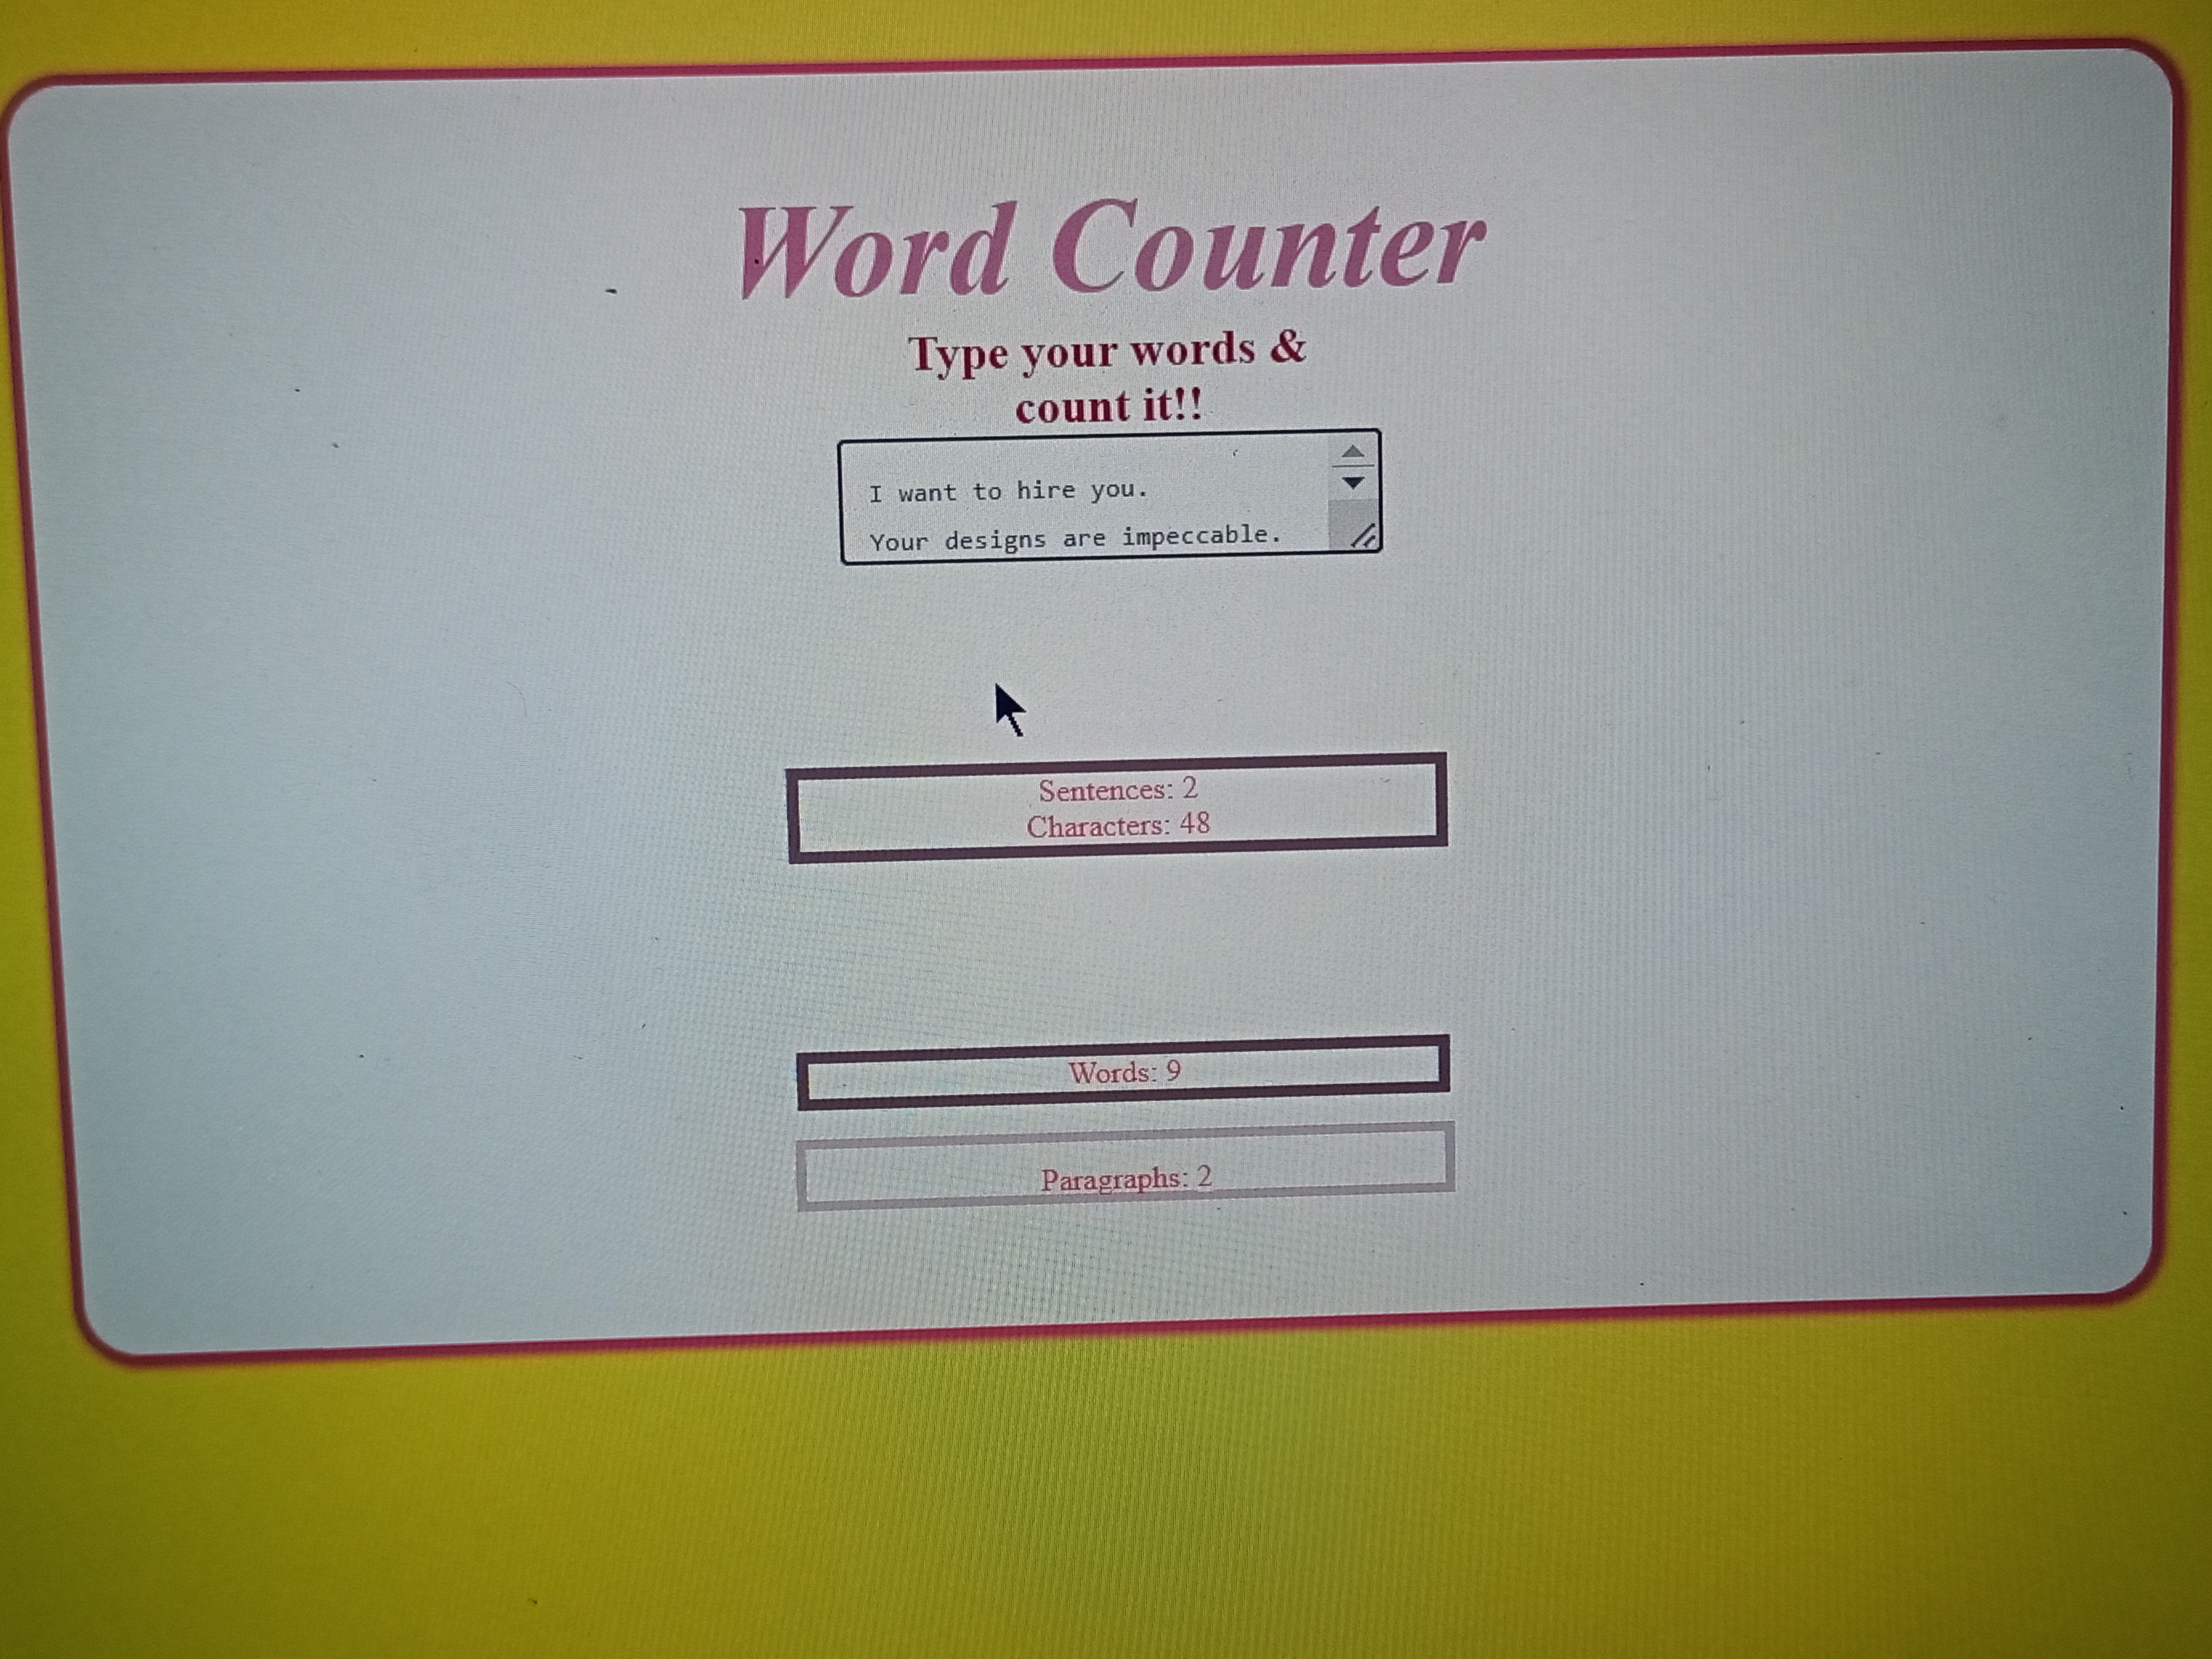 Word Counter
Type your words &
count it!!
I want to hire you.
Your designs are impeccable.
Sentences: 2
Characters: 48
Words: 9
Paragraphs: 2